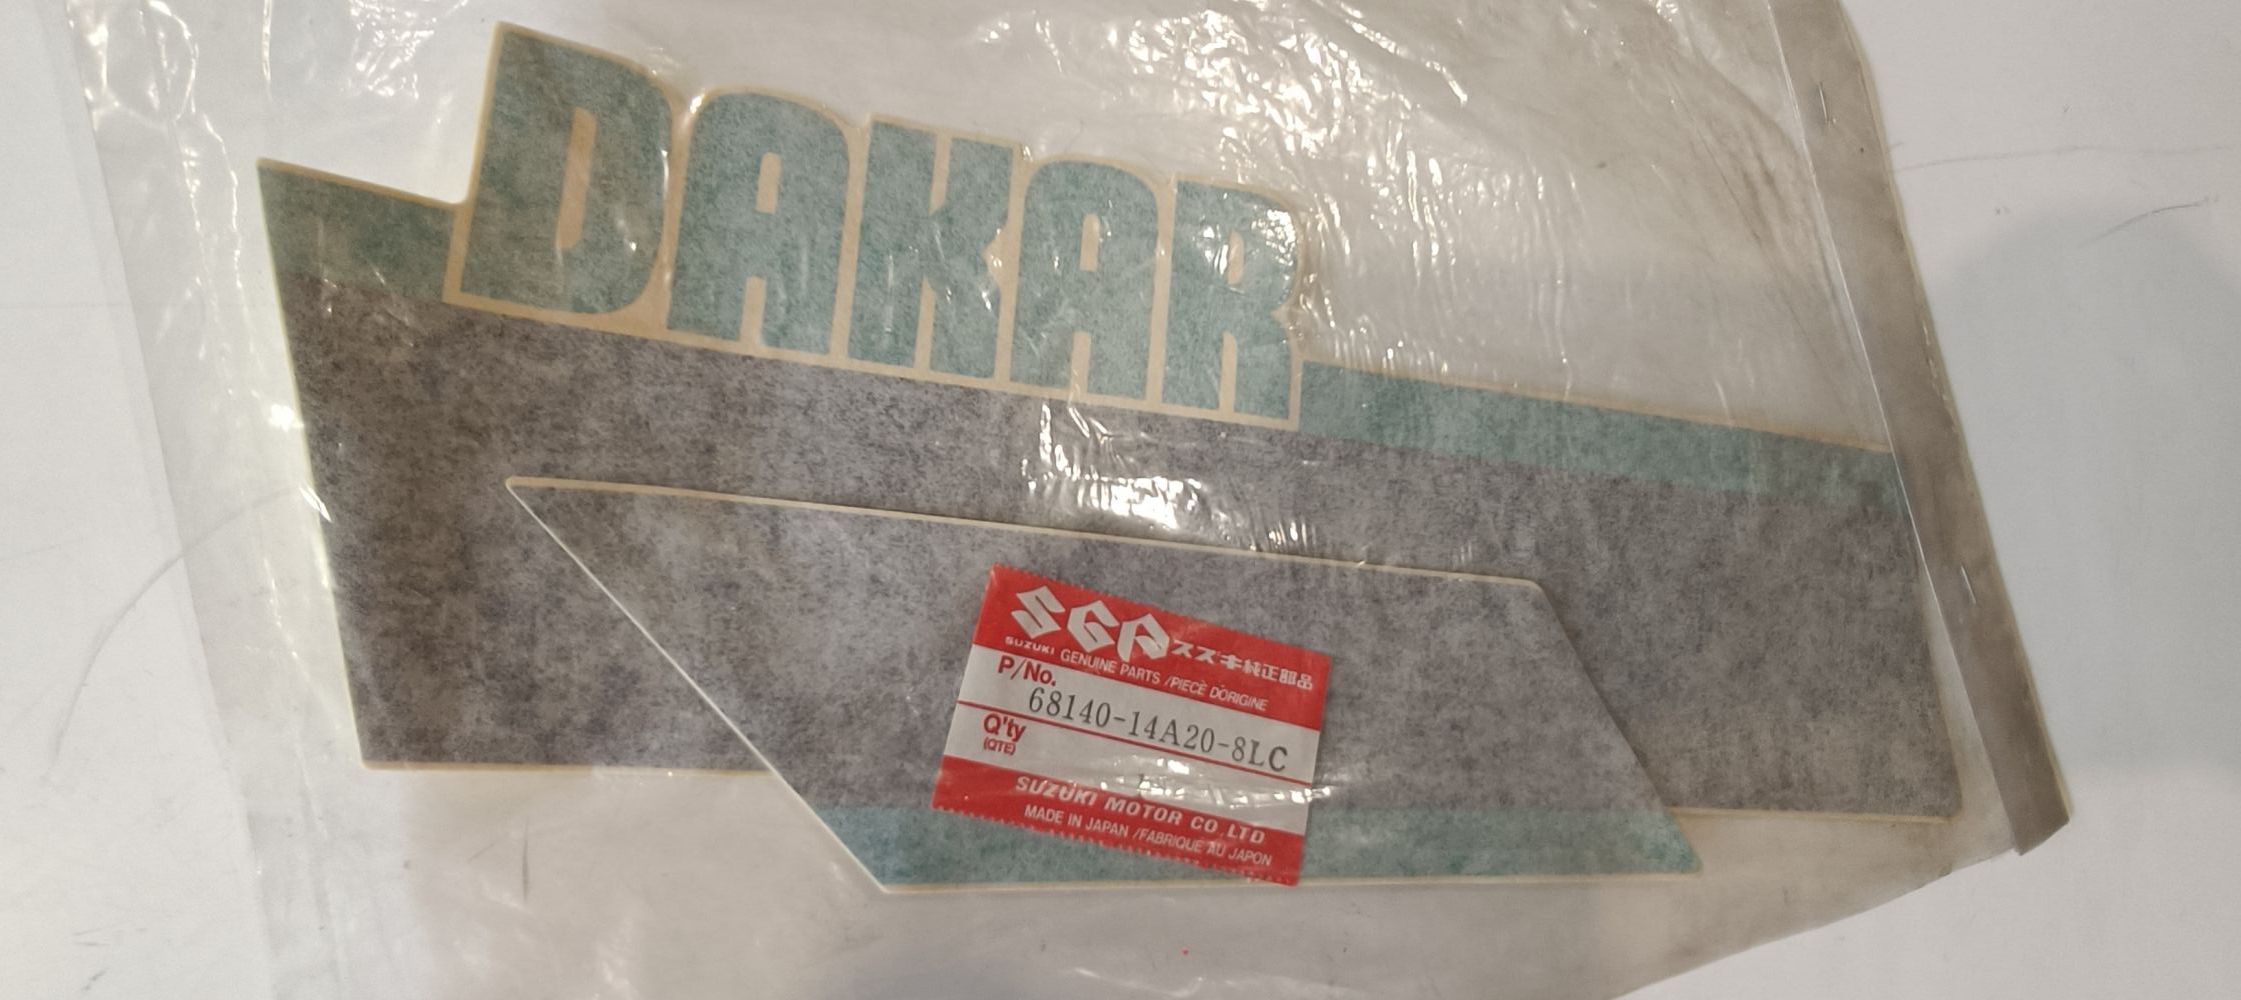 DAKAR
SGP スズキ純正部品
SUZUKI GENUINE PARTS /PIECE DORIGINE
P/No.
68140-14A20-8LC
Q'ty
(QTE)
SUZUKI MOTOR CO.,LTD
MADE IN JAPAN /FABRIQUE AU JAPON